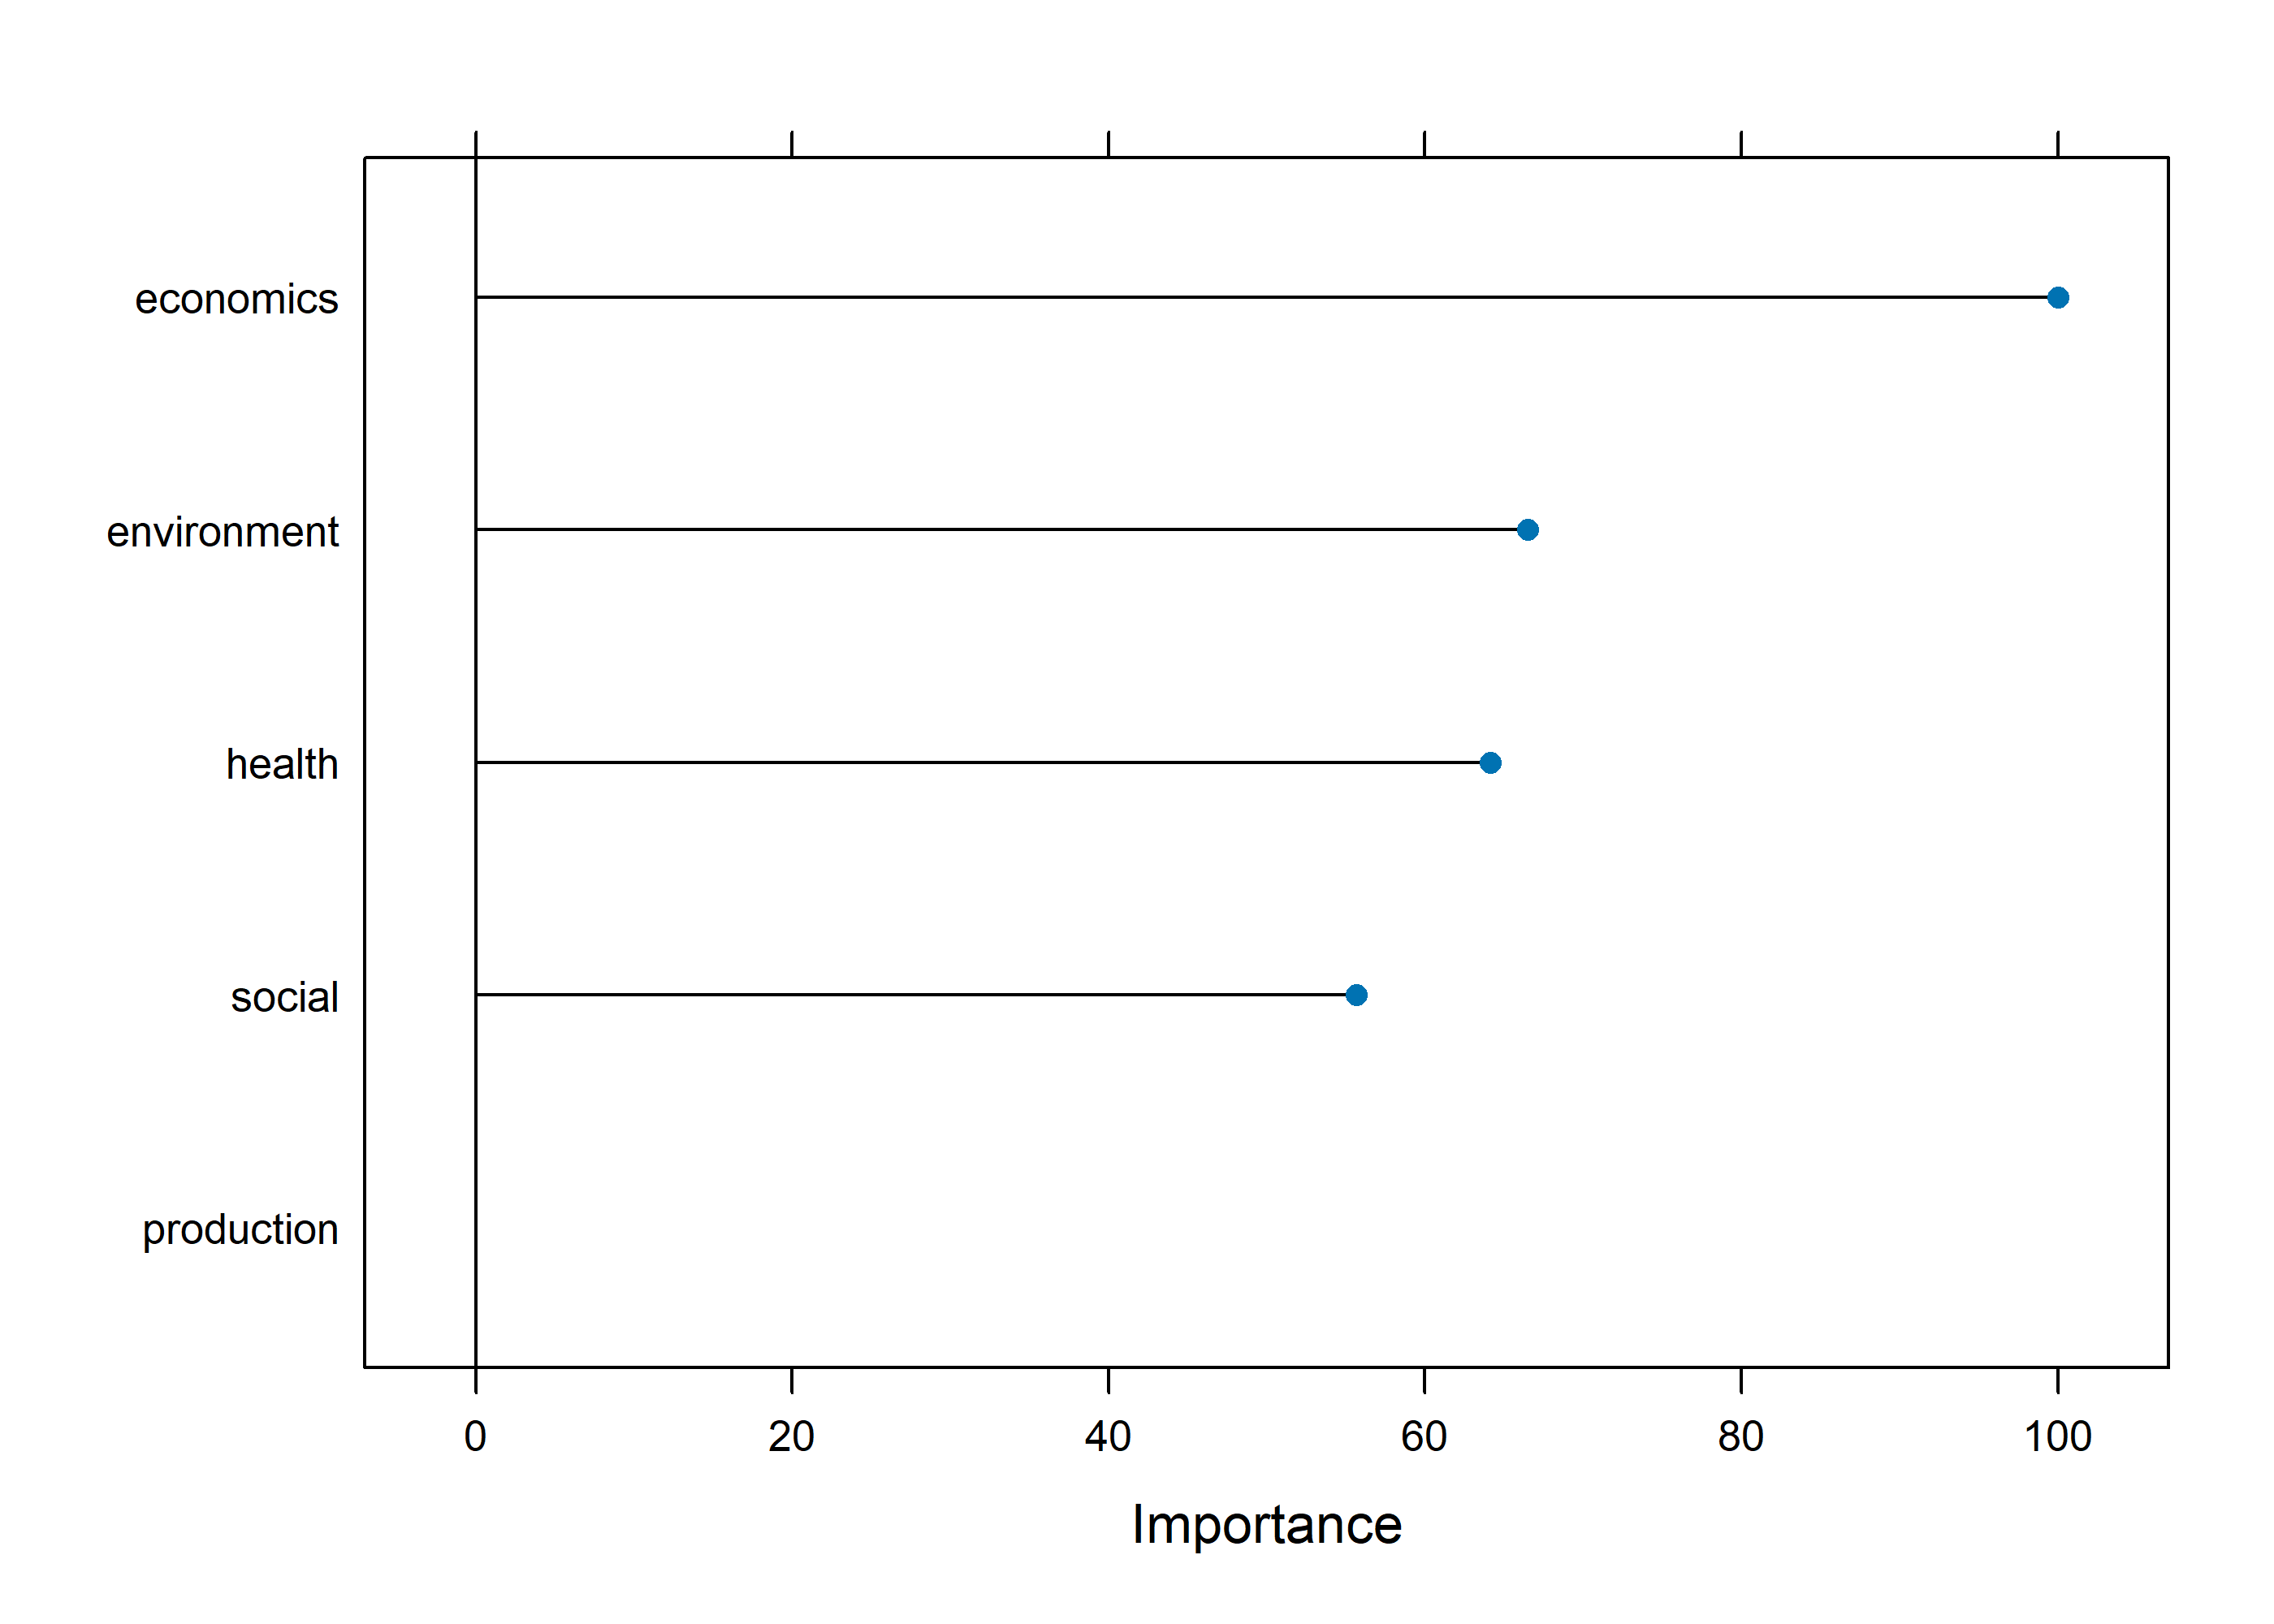 economics
environment
health
social
production
0 20 40 60 80 100
Importance